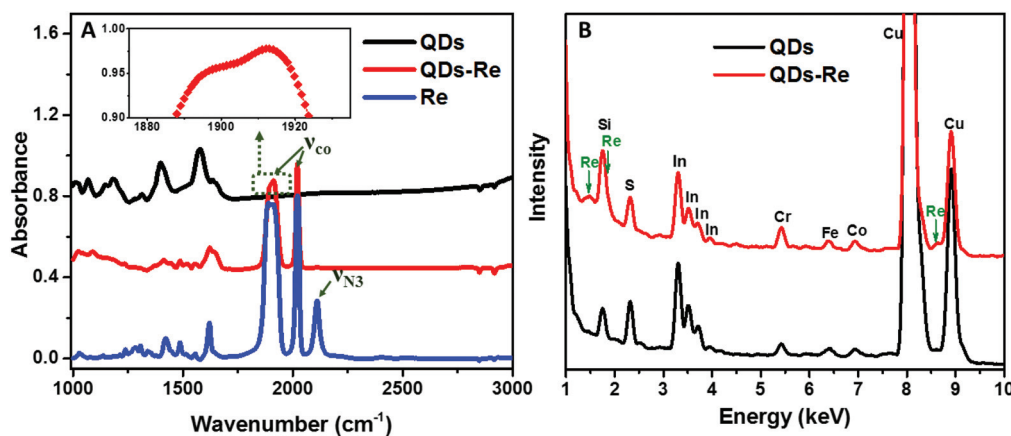 A
QDs
QDs-Re
Re
1.00
0.95
0.90
1880
1900
1920
νco
νN3
1.6
1.2
0.8
0.4
0.0
1000
1500
2000
2500
3000
Absorbance
Wavenumber (cm⁻¹)
B
QDs
QDs-Re
Cu
Si
Re
Re
S
In
In
In
Cr
Fe
Co
Re
Cu
1
2
3
4
5
6
7
8
9
10
Intensity
Energy (keV)